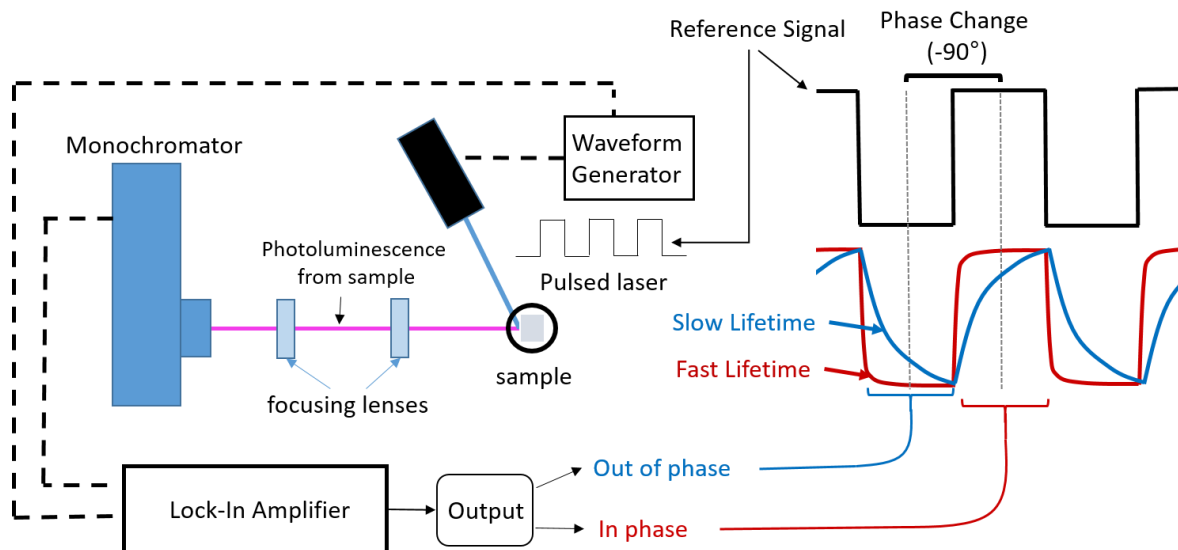 Reference Signal
Phase Change
(-90°)
Monochromator
Waveform
Generator
Photoluminescence
from sample
Pulsed laser
Slow Lifetime
Fast Lifetime
sample
focusing lenses
Out of phase
Lock-In Amplifier
Output
In phase